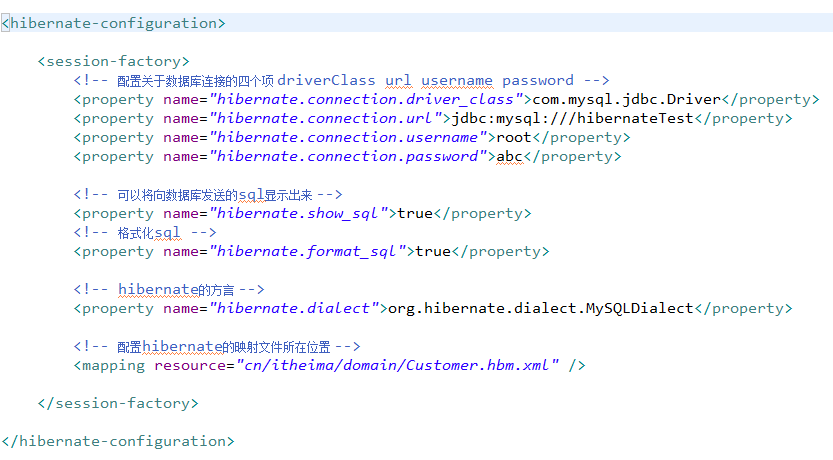 <hibernate-configuration>
<session-factory>
<!-- 配置关于数据库连接的四个项 driverClass url username password -->
<property name="hibernate.connection.driver_class">com.mysql.jdbc.Driver</property>
<property name="hibernate.connection.url">jdbc:mysql:///hibernateTest</property>
<property name="hibernate.connection.username">root</property>
<property name="hibernate.connection.password">abc</property>
<!-- 可以将向数据库发送的sql显示出来 -->
<property name="hibernate.show_sql">true</property>
<!-- 格式化sql -->
<property name="hibernate.format_sql">true</property>
<!-- hibernate的方言 -->
<property name="hibernate.dialect">org.hibernate.dialect.MySQLDialect</property>
<!-- 配置hibernate的映射文件所在位置 -->
<mapping resource="cn/itheima/domain/Customer.hbm.xml" />
</session-factory>
</hibernate-configuration>